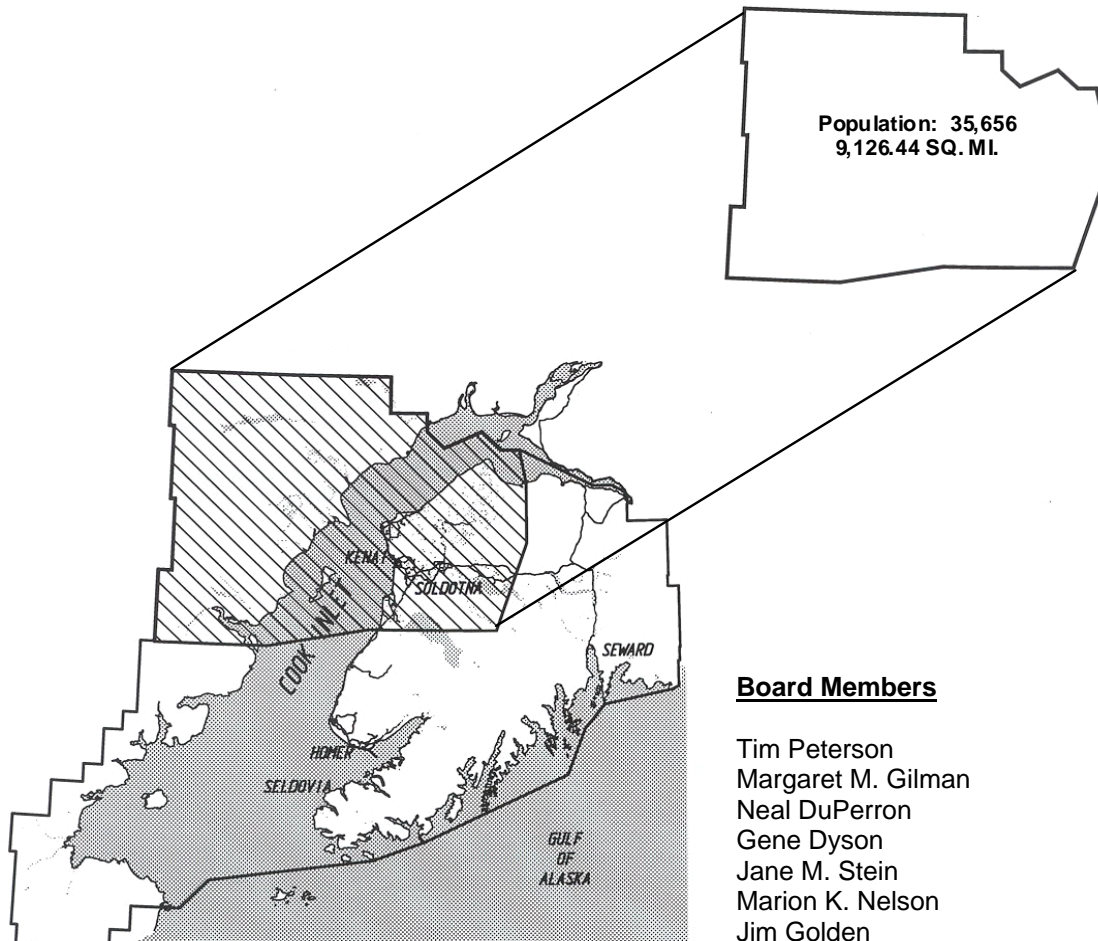 Population: 35,656
9,126.44 SQ. MI.
KENAI
SOLDOTNA
COOK INLET
SEWARD
HOMER
SELDOVIA
GULF
OF
ALASKA
Board Members
Tim Peterson
Margaret M. Gilman
Neal DuPerron
Gene Dyson
Jane M. Stein
Marion K. Nelson
Jim Golden